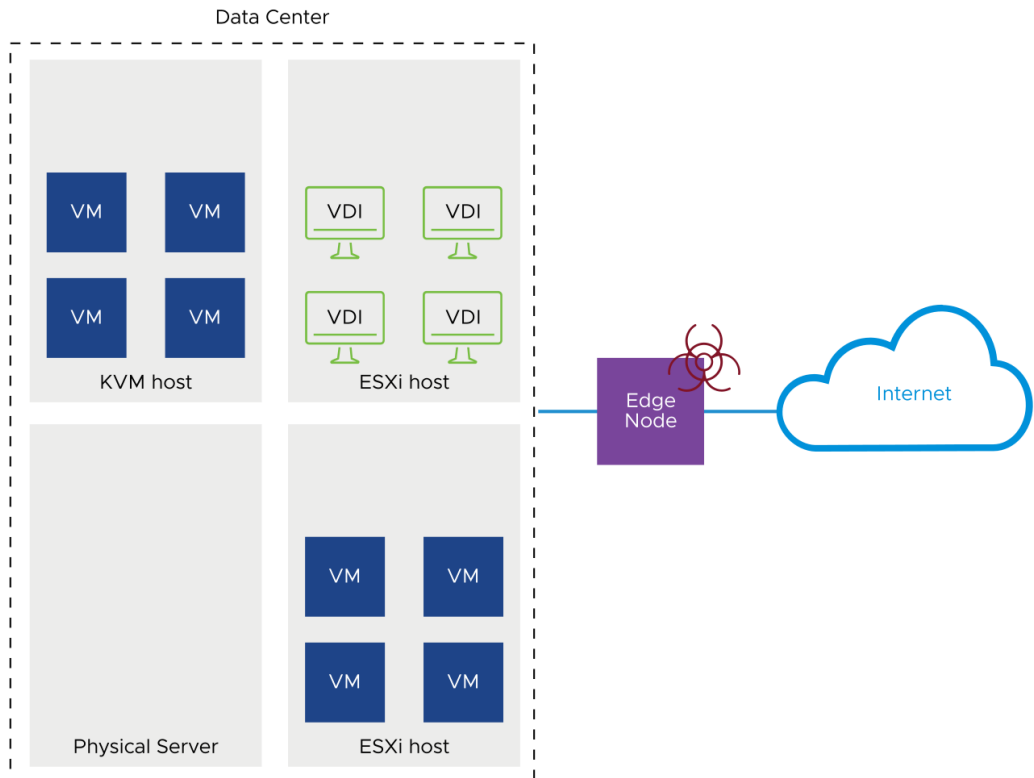 Data Center
VM
VM
VM
VM
KVM host
VDI
VDI
VDI
VDI
ESXi host
Physical Server
VM
VM
VM
VM
ESXi host
Edge
Node
Internet